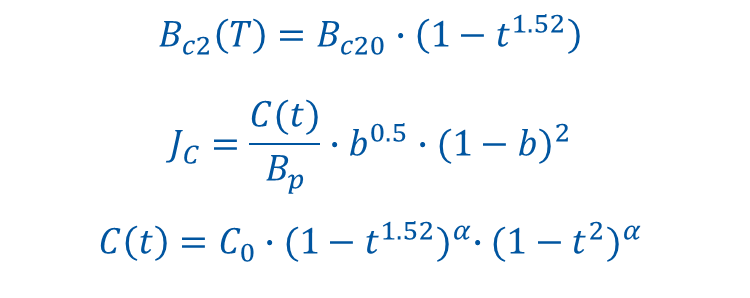 B_{c2}(T) = B_{c20} · (1 − t^{1.52})
J_C = \frac{C(t)}{B_p} · b^{0.5} · (1 − b)^2
C(t) = C_0 · (1 − t^{1.52})^α · (1 − t^2)^α